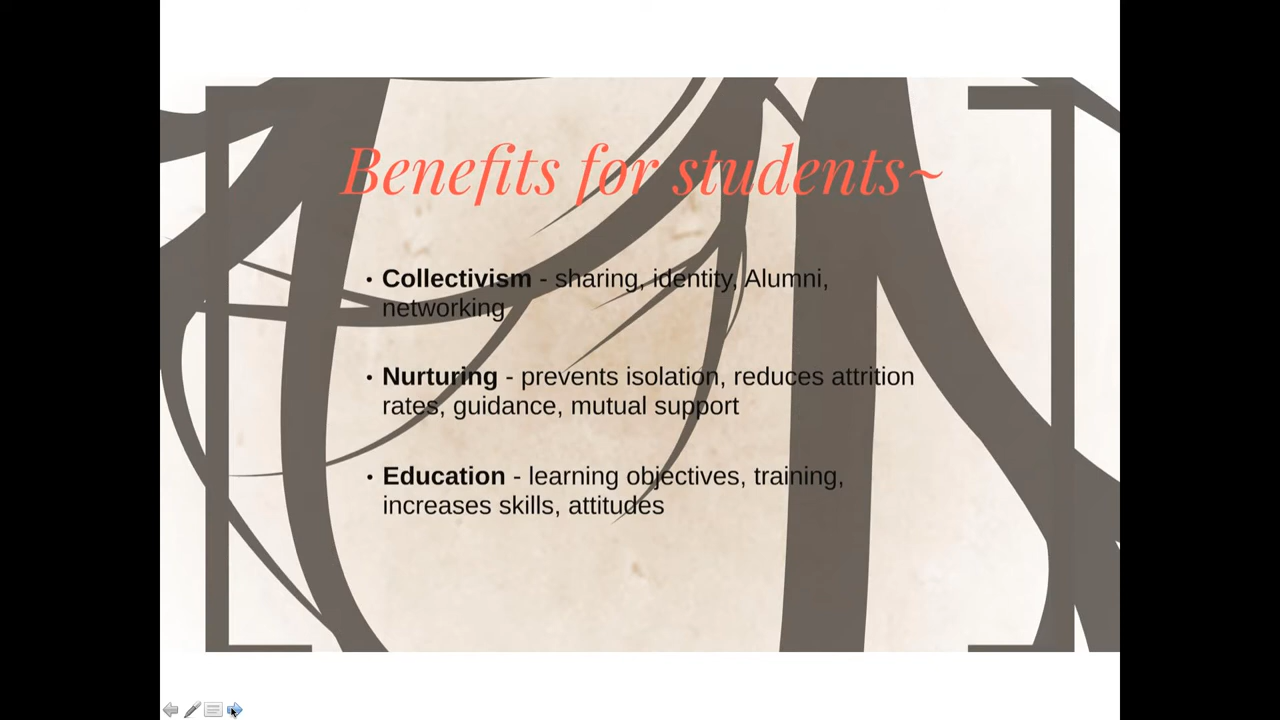 Benefits for students~
• Collectivism - sharing, identity, Alumni,
networking
• Nurturing - prevents isolation, reduces attrition
rates, guidance, mutual support
• Education - learning objectives, training,
increases skills, attitudes